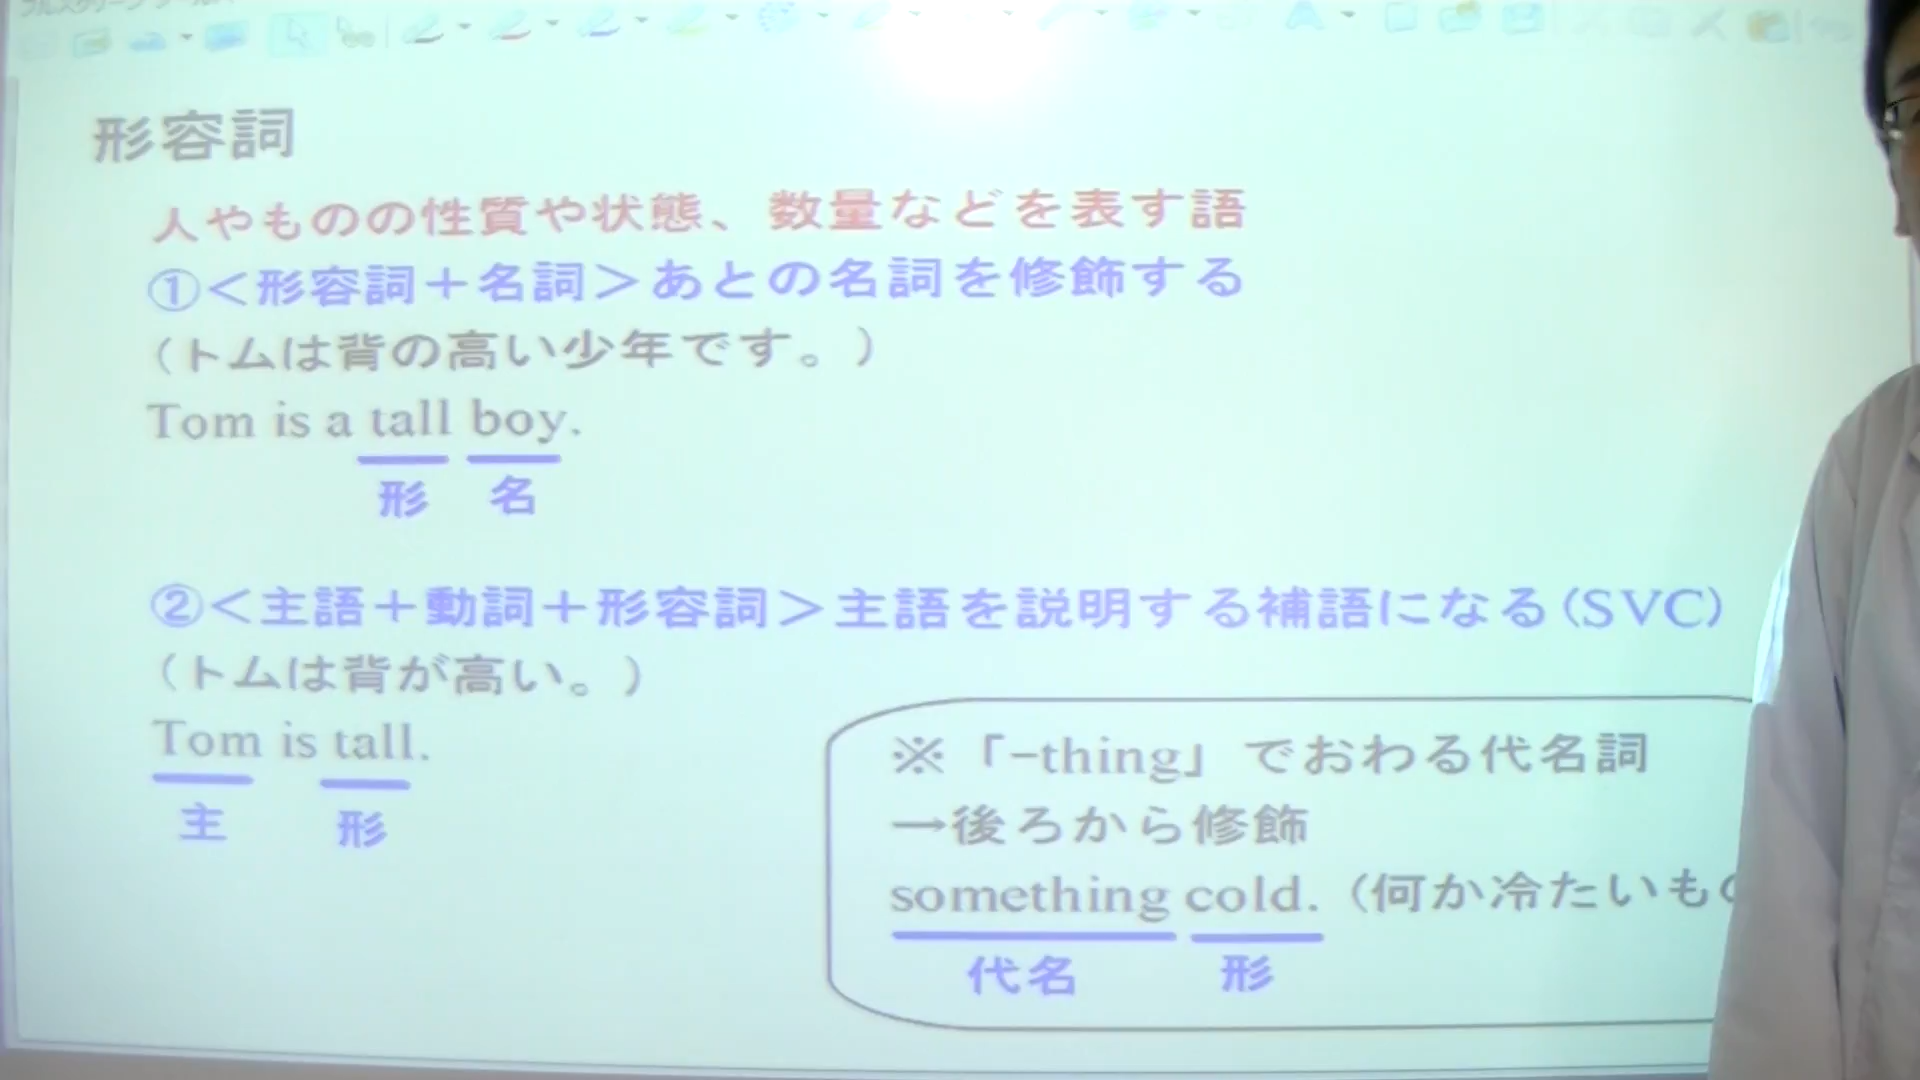 形容詞
人やものの性質や状態、数量などを表す語
①＜形容詞＋名詞＞あとの名詞を修飾する
（トムは背の高い少年です。）
Tom is a tall boy.
形 名
②＜主語＋動詞＋形容詞＞主語を説明する補語になる(SVC)
（トムは背が高い。）
Tom is tall.
主 形
※「-thing」でおわる代名詞
→後ろから修飾
something cold.（何か冷たいも
代名 形